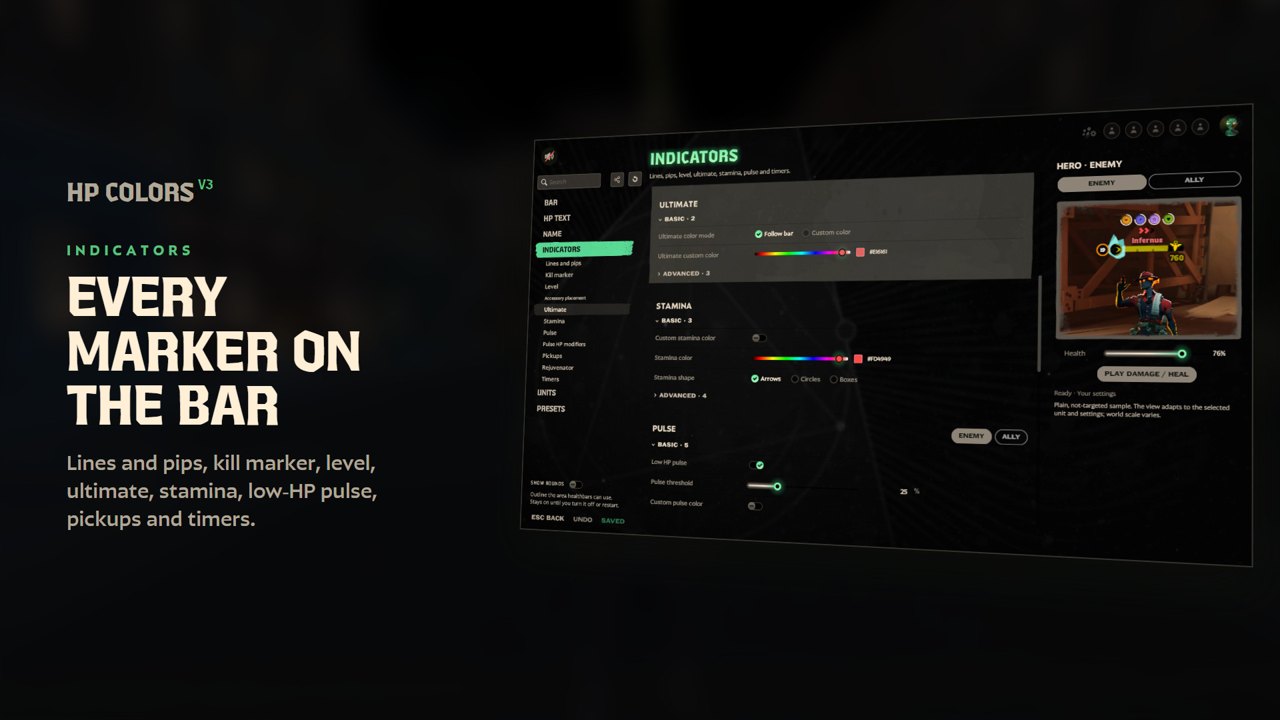 HP COLORS V3
INDICATORS
EVERY
MARKER ON
THE BAR
Lines and pips, kill marker, level,
ultimate, stamina, low-HP pulse,
pickups and timers.
Search
BAR
HP TEXT
NAME
INDICATORS
Lines and pips
Kill marker
Level
Accessory placement
Ultimate
Stamina
Pulse
Pulse HP modifiers
Pickups
Rejuvenator
Timers
UNITS
PRESETS
SHOW BOUNDS
Outline the area healthbars can use.
Stays on until you turn it off or restart.
ESC BACK UNDO SAVED
INDICATORS
Lines, pips, level, ultimate, stamina, pulse and timers.
ULTIMATE
BASIC · 2
Ultimate color mode Follow bar Custom color
Ultimate custom color
ADVANCED · 3
STAMINA
BASIC · 3
Custom stamina color
Stamina color #FD4949
Stamina shape Arrows Circles Boxes
ADVANCED · 4
PULSE
ENEMY ALLY
BASIC · 5
Low HP pulse
Pulse threshold 25 %
Custom pulse color
HERO · ENEMY
ENEMY ALLY
Infernus
760
Health 76%
PLAY DAMAGE / HEAL
Ready · Your settings
Plain, not-targeted sample. The view adapts to the selected
unit and settings; world scale varies.